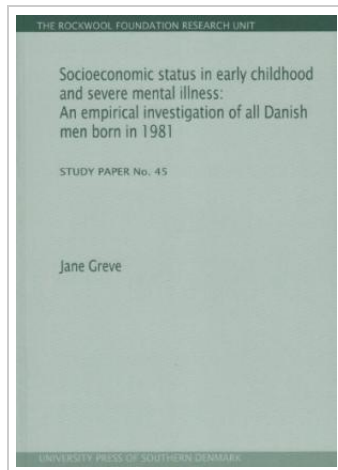 THE ROCKWOOL FOUNDATION RESEARCH UNIT
Socioeconomic status in early childhood
and severe mental illness:
An empirical investigation of all Danish
men born in 1981
STUDY PAPER No. 45
Jane Greve
UNIVERSITY PRESS OF SOUTHERN DENMARK